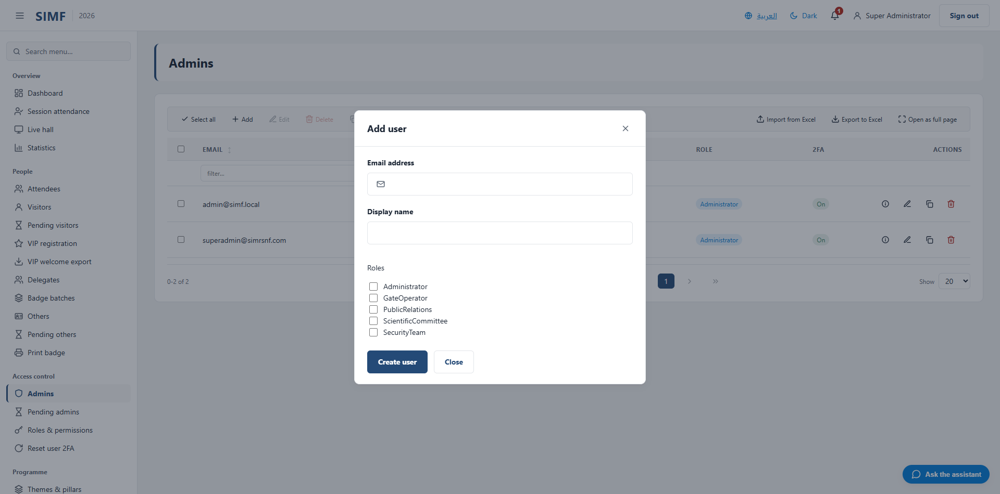 SIMF
2026
العربية
Dark
1
Super Administrator
Sign out
Search menu...
Overview
Dashboard
Session attendance
Live hall
Statistics
People
Attendees
Visitors
Pending visitors
VIP registration
VIP welcome export
Delegates
Badge batches
Others
Pending others
Print badge
Access control
Admins
Pending admins
Roles & permissions
Reset user 2FA
Programme
Themes & pillars
Admins
Select all
Add
Edit
Delete
Import from Excel
Export to Excel
Open as full page
EMAIL
ROLE
2FA
ACTIONS
filter...
admin@simf.local
Administrator
On
superadmin@simrsnf.com
Administrator
On
0-2 of 2
1
Show
20
Add user
Email address
Display name
Roles
Administrator
GateOperator
PublicRelations
ScientificCommittee
SecurityTeam
Create user
Close
Ask the assistant